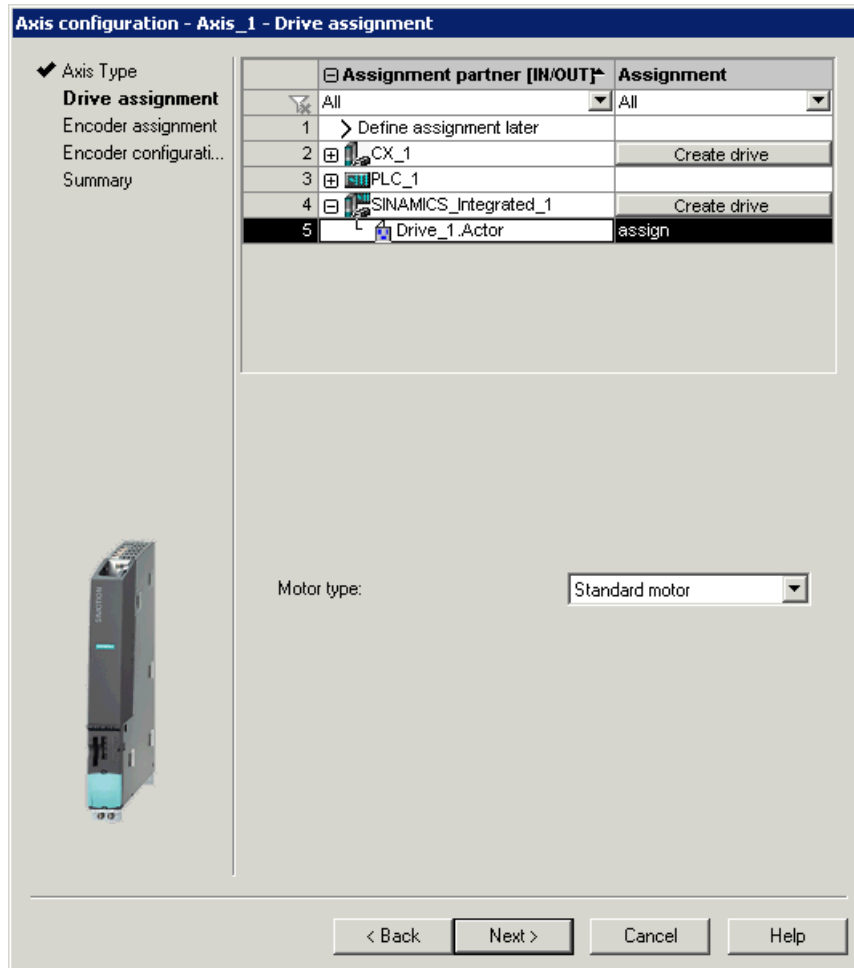 Axis configuration - Axis_1 - Drive assignment
Axis Type
Drive assignment
Encoder assignment
Encoder configurati...
Summary
Assignment partner [IN/OUT] Assignment
All All
1 Define assignment later
2 CX_1 Create drive
3 PLC_1
4 SINAMICS_Integrated_1 Create drive
5 Drive_1.Actor assign
Motor type: Standard motor
SIMOTION
< Back Next > Cancel Help